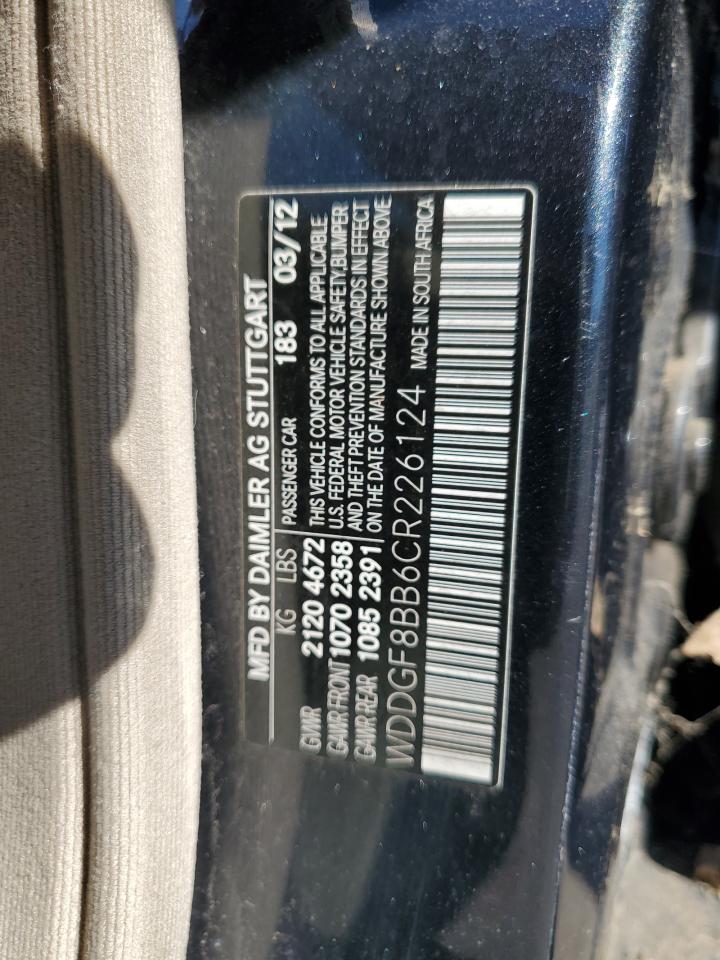 MFD BY DAIMLER AG STUTTGART
KG LBS PASSENGER CAR 183 03/12
GVWR 2120 4672 THIS VEHICLE CONFORMS TO ALL APPLICABLE
GAWR FRONT 1070 2358 U.S. FEDERAL MOTOR VEHICLE SAFETY, BUMPER
GAWR REAR 1085 2391 AND THEFT PREVENTION STANDARDS IN EFFECT
ON THE DATE OF MANUFACTURE SHOWN ABOVE
WDDGF8BB6CR226124 MADE IN SOUTH AFRICA